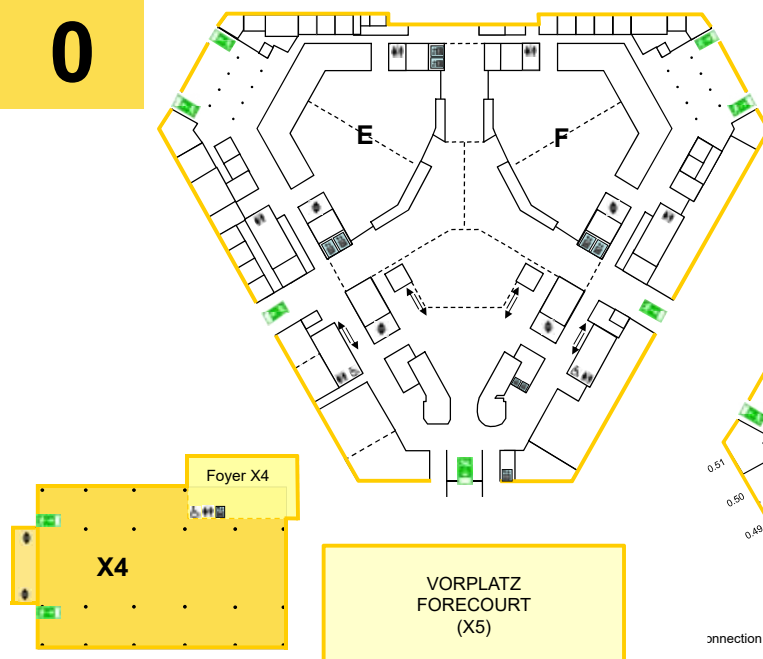 0
E
F
Foyer X4
X4
VORPLATZ
FORECOURT
(X5)
0.51
0.50
0.49
onnection